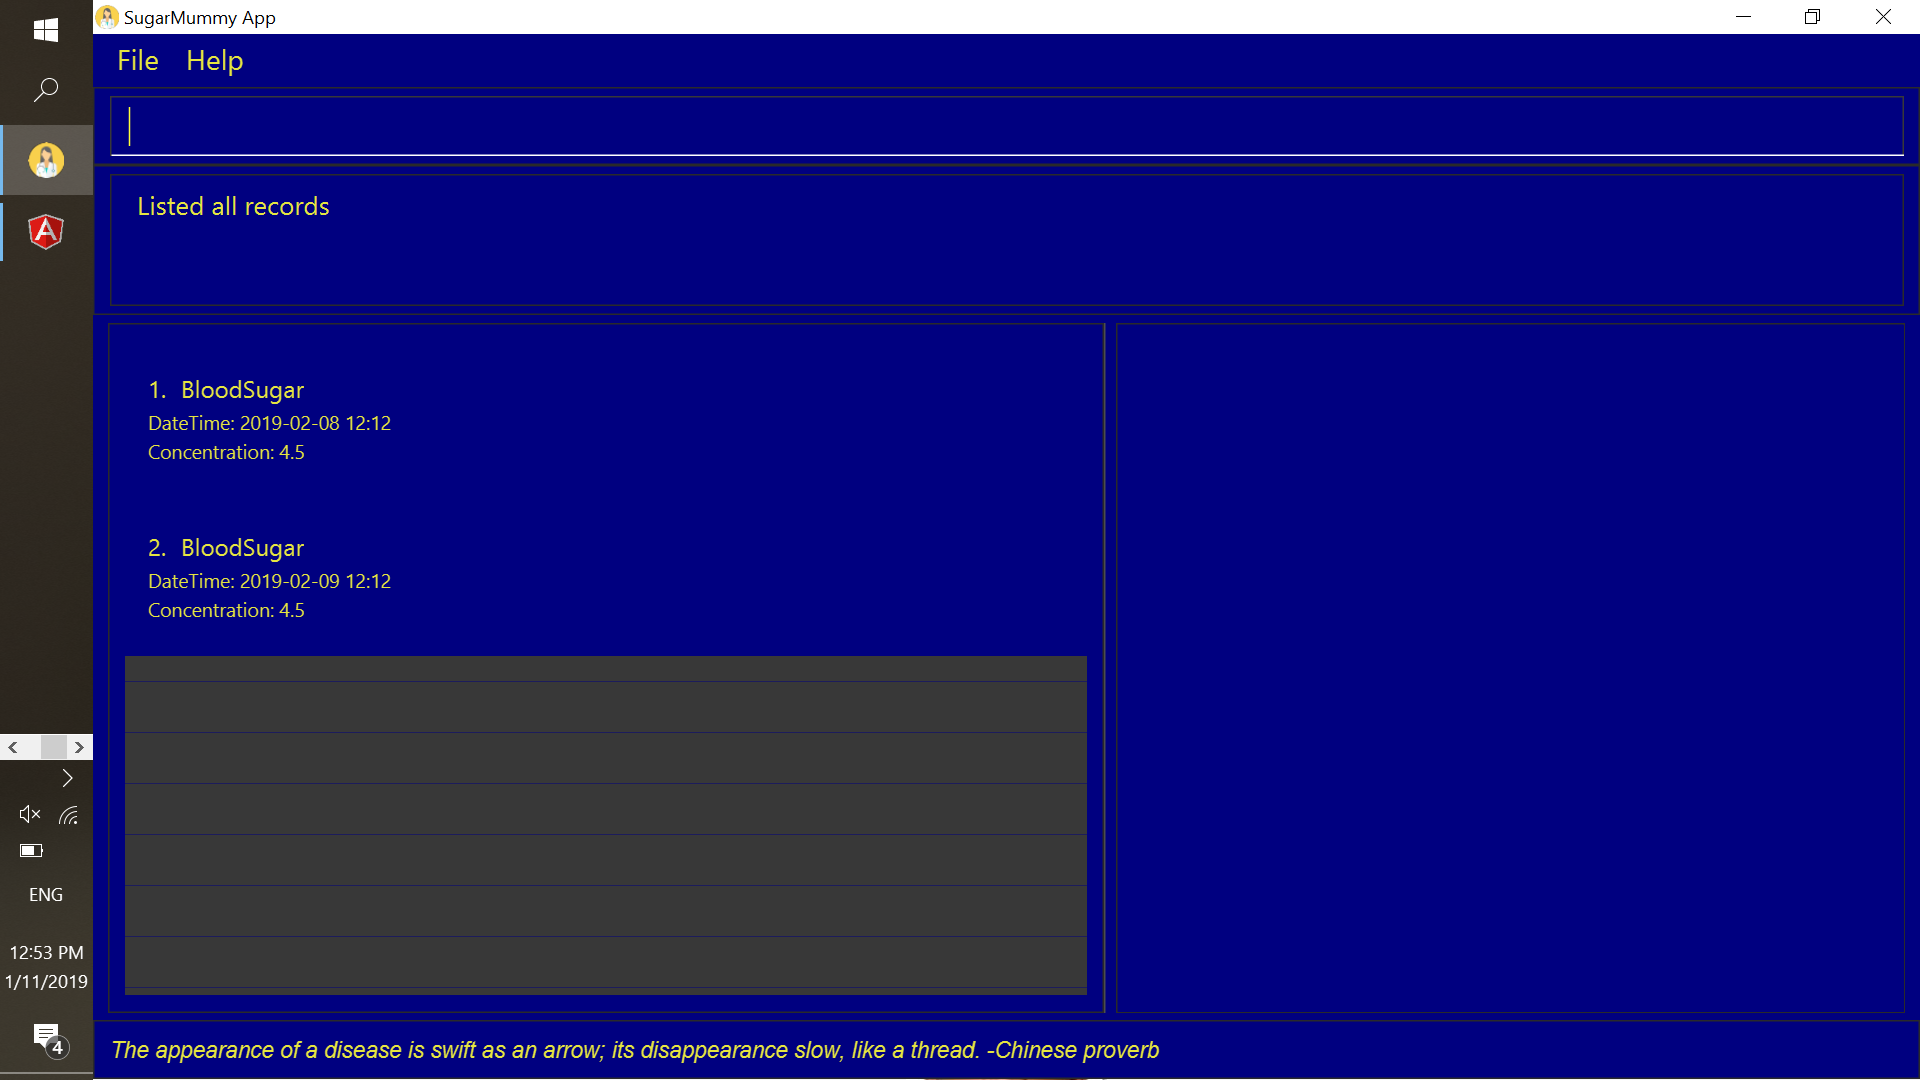 SugarMummy App
File Help
Listed all records
1. BloodSugar
DateTime: 2019-02-08 12:12
Concentration: 4.5
2. BloodSugar
DateTime: 2019-02-09 12:12
Concentration: 4.5
The appearance of a disease is swift as an arrow; its disappearance slow, like a thread. -Chinese proverb
A
ENG
12:53 PM
1/11/2019
4